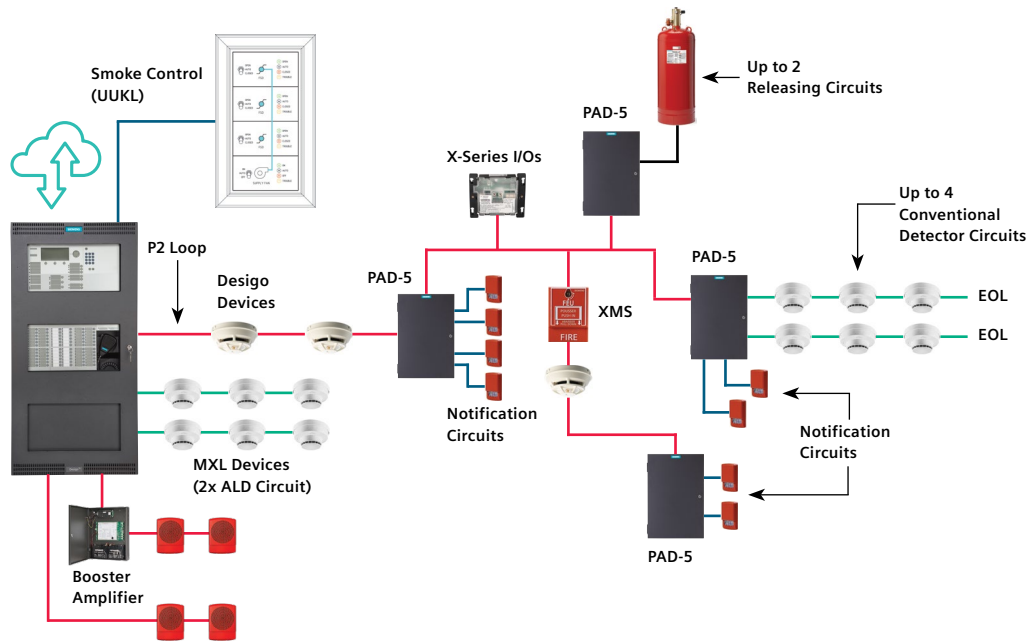 Smoke Control
(UUKL)
Up to 2
Releasing Circuits
PAD-5
X-Series I/Os
Up to 4
Conventional
Detector Circuits
P2 Loop
Desigo
Devices
PAD-5
PAD-5
XMS
FIRE
EOL
EOL
Notification
Circuits
Notification
Circuits
MXL Devices
(2x ALD Circuit)
PAD-5
Booster
Amplifier
SUPPLY FAN